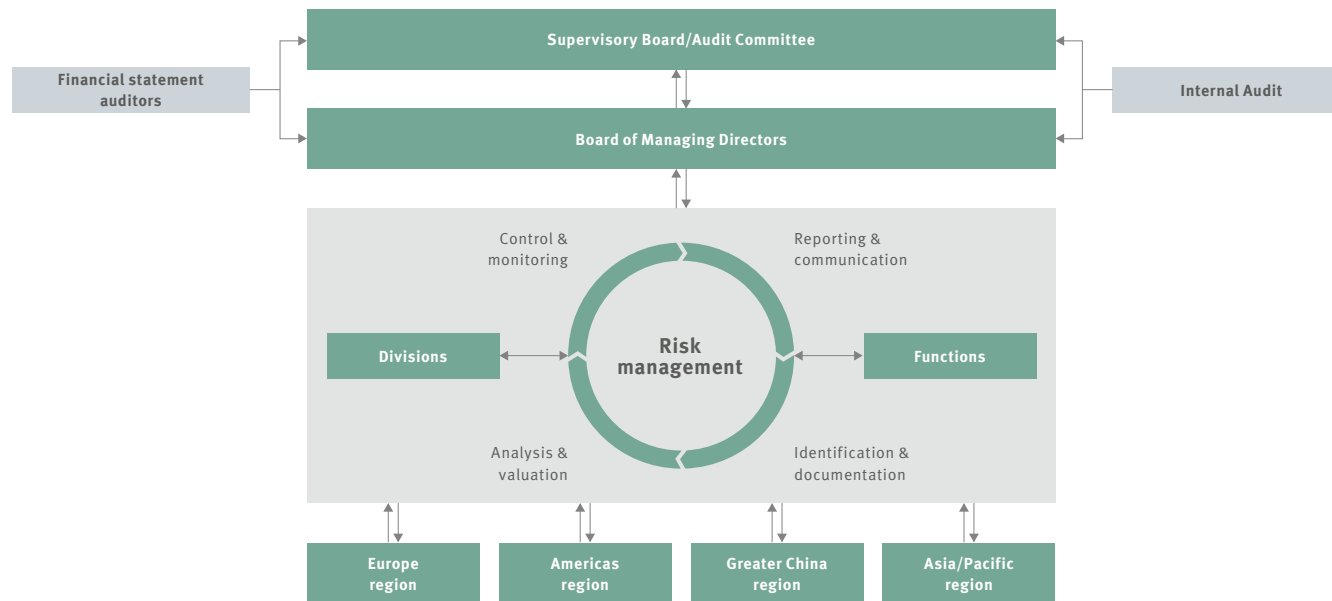 Supervisory Board/Audit Committee
Financial statement
auditors
Internal Audit
Board of Managing Directors
Control &
monitoring
Reporting &
communication
Divisions
Risk
management
Functions
Analysis &
valuation
Identification &
documentation
Europe
region
Americas
region
Greater China
region
Asia/Pacific
region